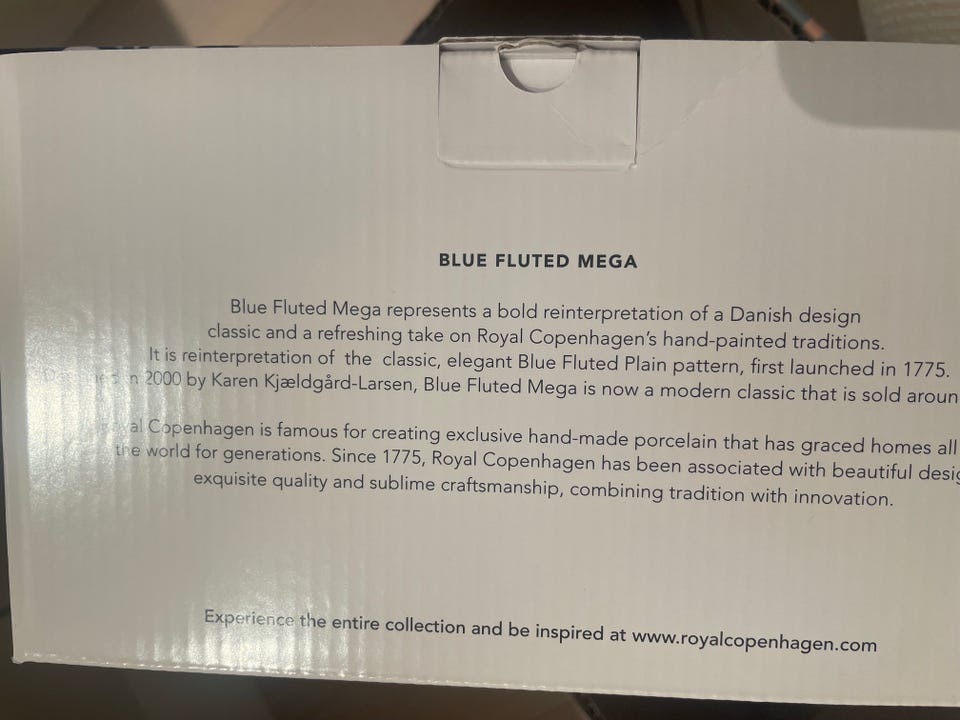 BLUE FLUTED MEGA
Blue Fluted Mega represents a bold reinterpretation of a Danish design
classic and a refreshing take on Royal Copenhagen's hand-painted traditions.
It is reinterpretation of the classic, elegant Blue Fluted Plain pattern, first launched in 1775.
in 2000 by Karen Kjældgård-Larsen, Blue Fluted Mega is now a modern classic that is sold aroun
Royal Copenhagen is famous for creating exclusive hand-made porcelain that has graced homes all
the world for generations. Since 1775, Royal Copenhagen has been associated with beautiful desig
exquisite quality and sublime craftsmanship, combining tradition with innovation.
Experience the entire collection and be inspired at www.royalcopenhagen.com